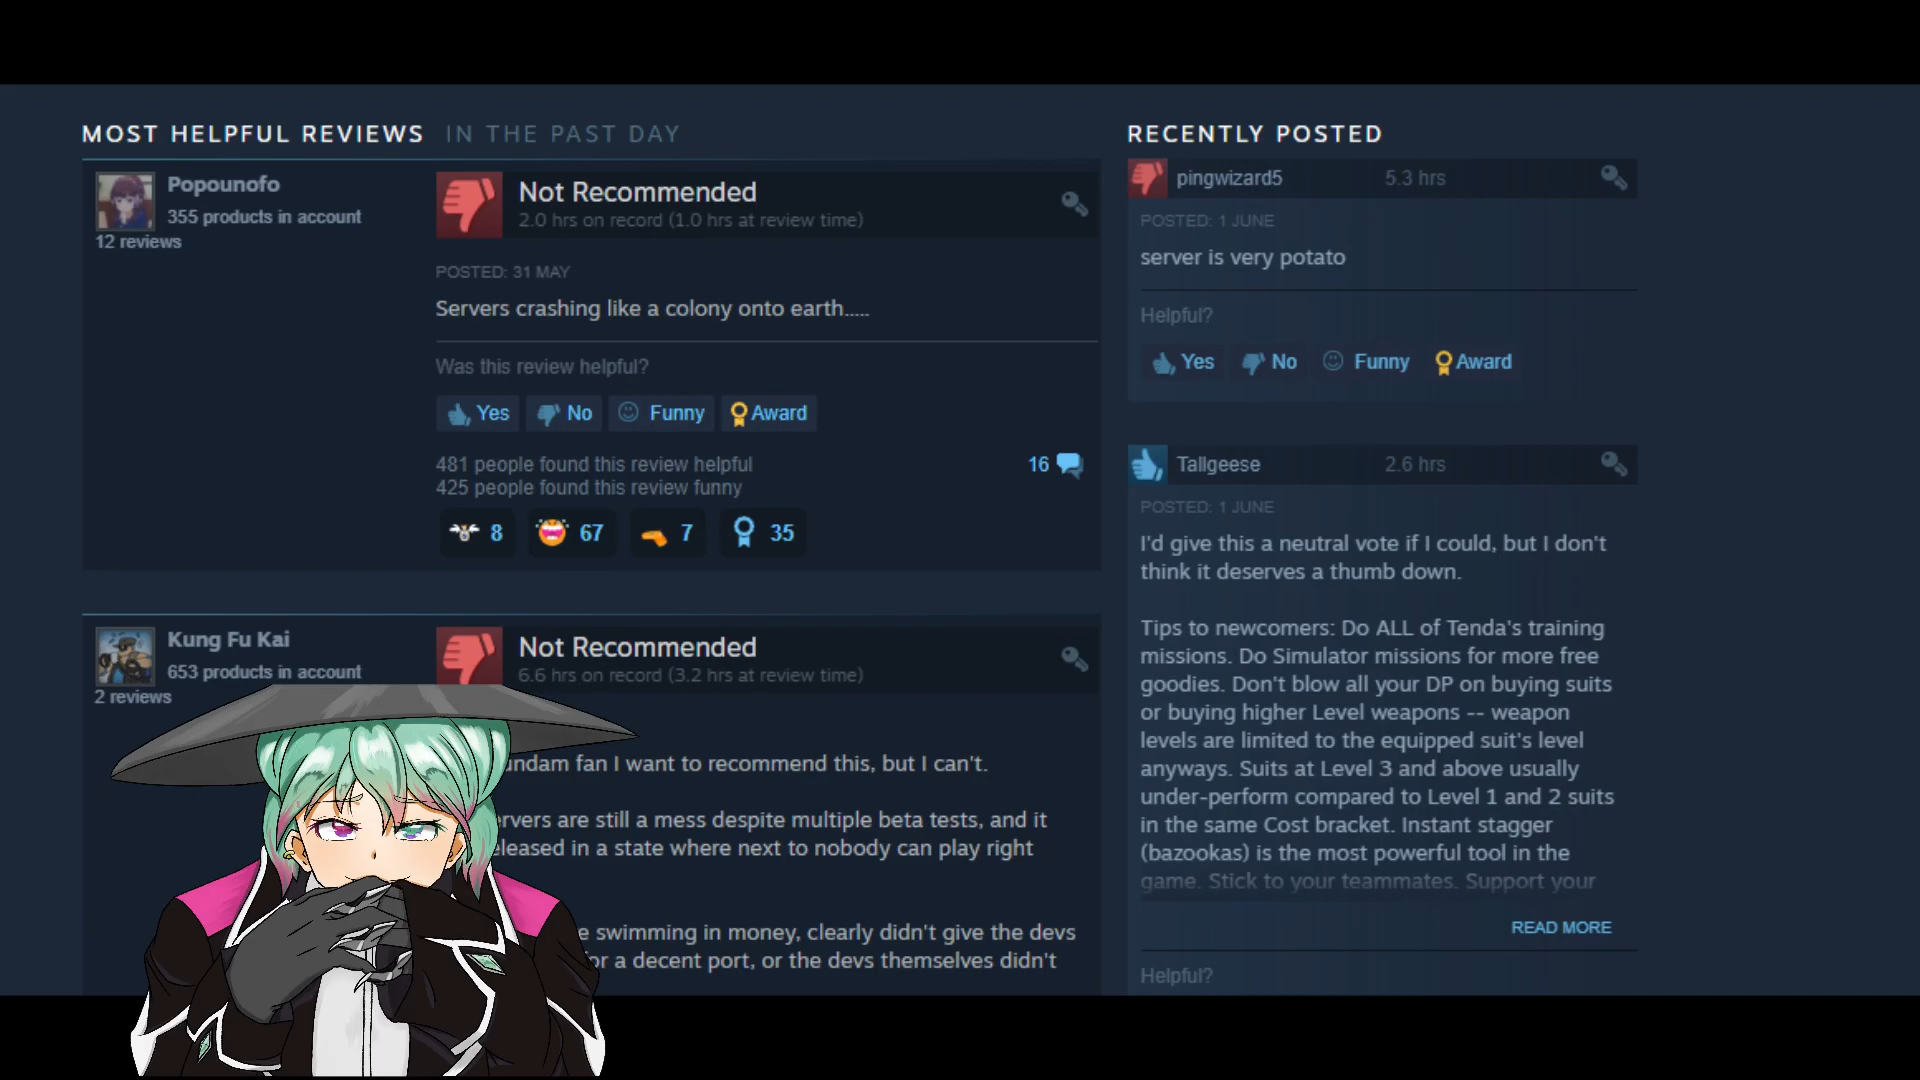 MOST HELPFUL REVIEWS IN THE PAST DAY
Popounofo
355 products in account
12 reviews
Not Recommended
2.0 hrs on record (1.0 hrs at review time)
POSTED: 31 MAY
Servers crashing like a colony onto earth.....
Was this review helpful?
Yes No Funny Award
481 people found this review helpful
425 people found this review funny
16
8 67 7 35
Kung Fu Kai
653 products in account
2 reviews
Not Recommended
6.6 hrs on record (3.2 hrs at review time)
fan I want to recommend this, but I can't.
are still a mess despite multiple beta tests, and it
in a state where next to nobody can play right
swimming in money, clearly didn't give the devs
a decent port, or the devs themselves didn't
RECENTLY POSTED
pingwizard5 5.3 hrs
POSTED: 1 JUNE
server is very potato
Helpful?
Yes No Funny Award
Tallgeese 2.6 hrs
POSTED: 1 JUNE
I'd give this a neutral vote if I could, but I don't
think it deserves a thumb down.
Tips to newcomers: Do ALL of Tenda's training
missions. Do Simulator missions for more free
goodies. Don't blow all your DP on buying suits
or buying higher Level weapons -- weapon
levels are limited to the equipped suit's level
anyways. Suits at Level 3 and above usually
under-perform compared to Level 1 and 2 suits
in the same Cost bracket. Instant stagger
(bazookas) is the most powerful tool in the
game. Stick to your teammates. Support your
READ MORE
Helpful?